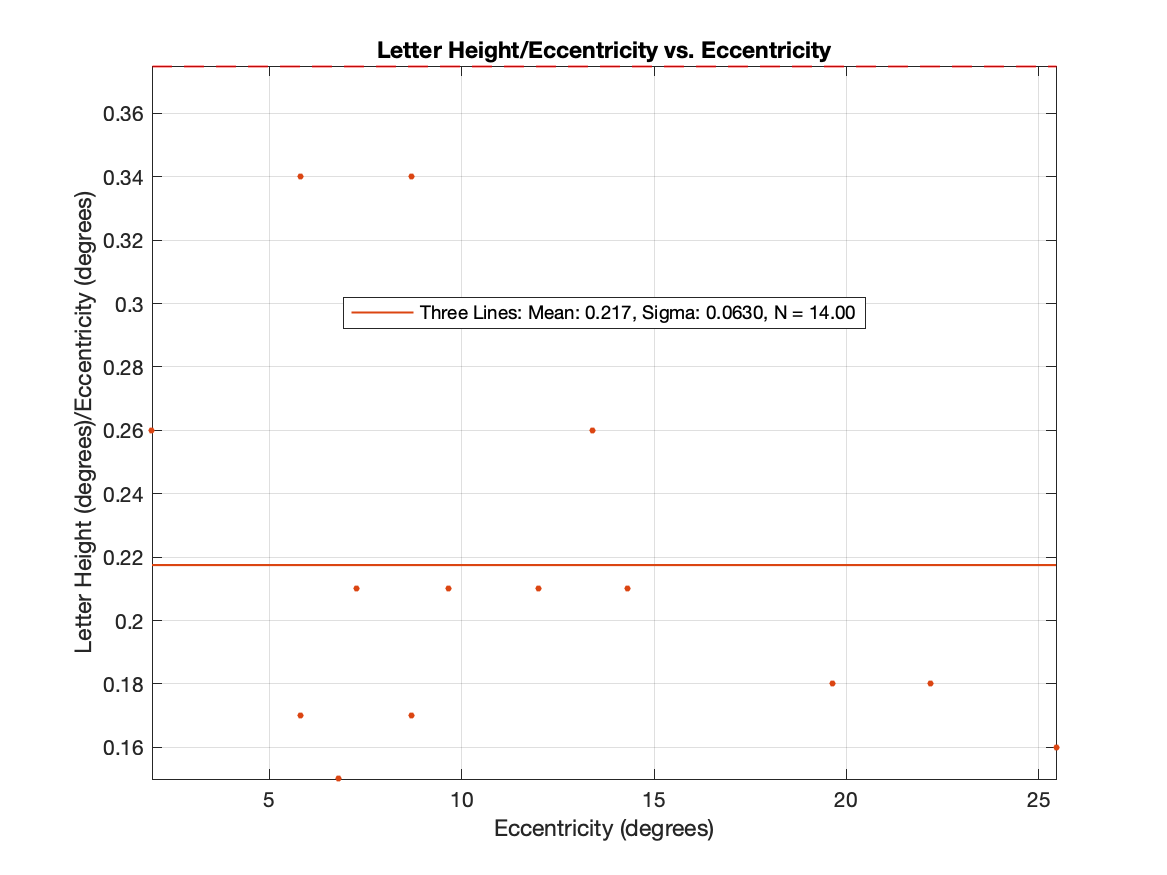 Letter Height/Eccentricity vs. Eccentricity
0.36
0.34
0.32
0.3
0.28
0.26
0.24
0.22
0.2
0.18
0.16
Letter Height (degrees)/Eccentricity (degrees)
Three Lines: Mean: 0.217, Sigma: 0.0630, N = 14.00
5 10 15 20 25
Eccentricity (degrees)